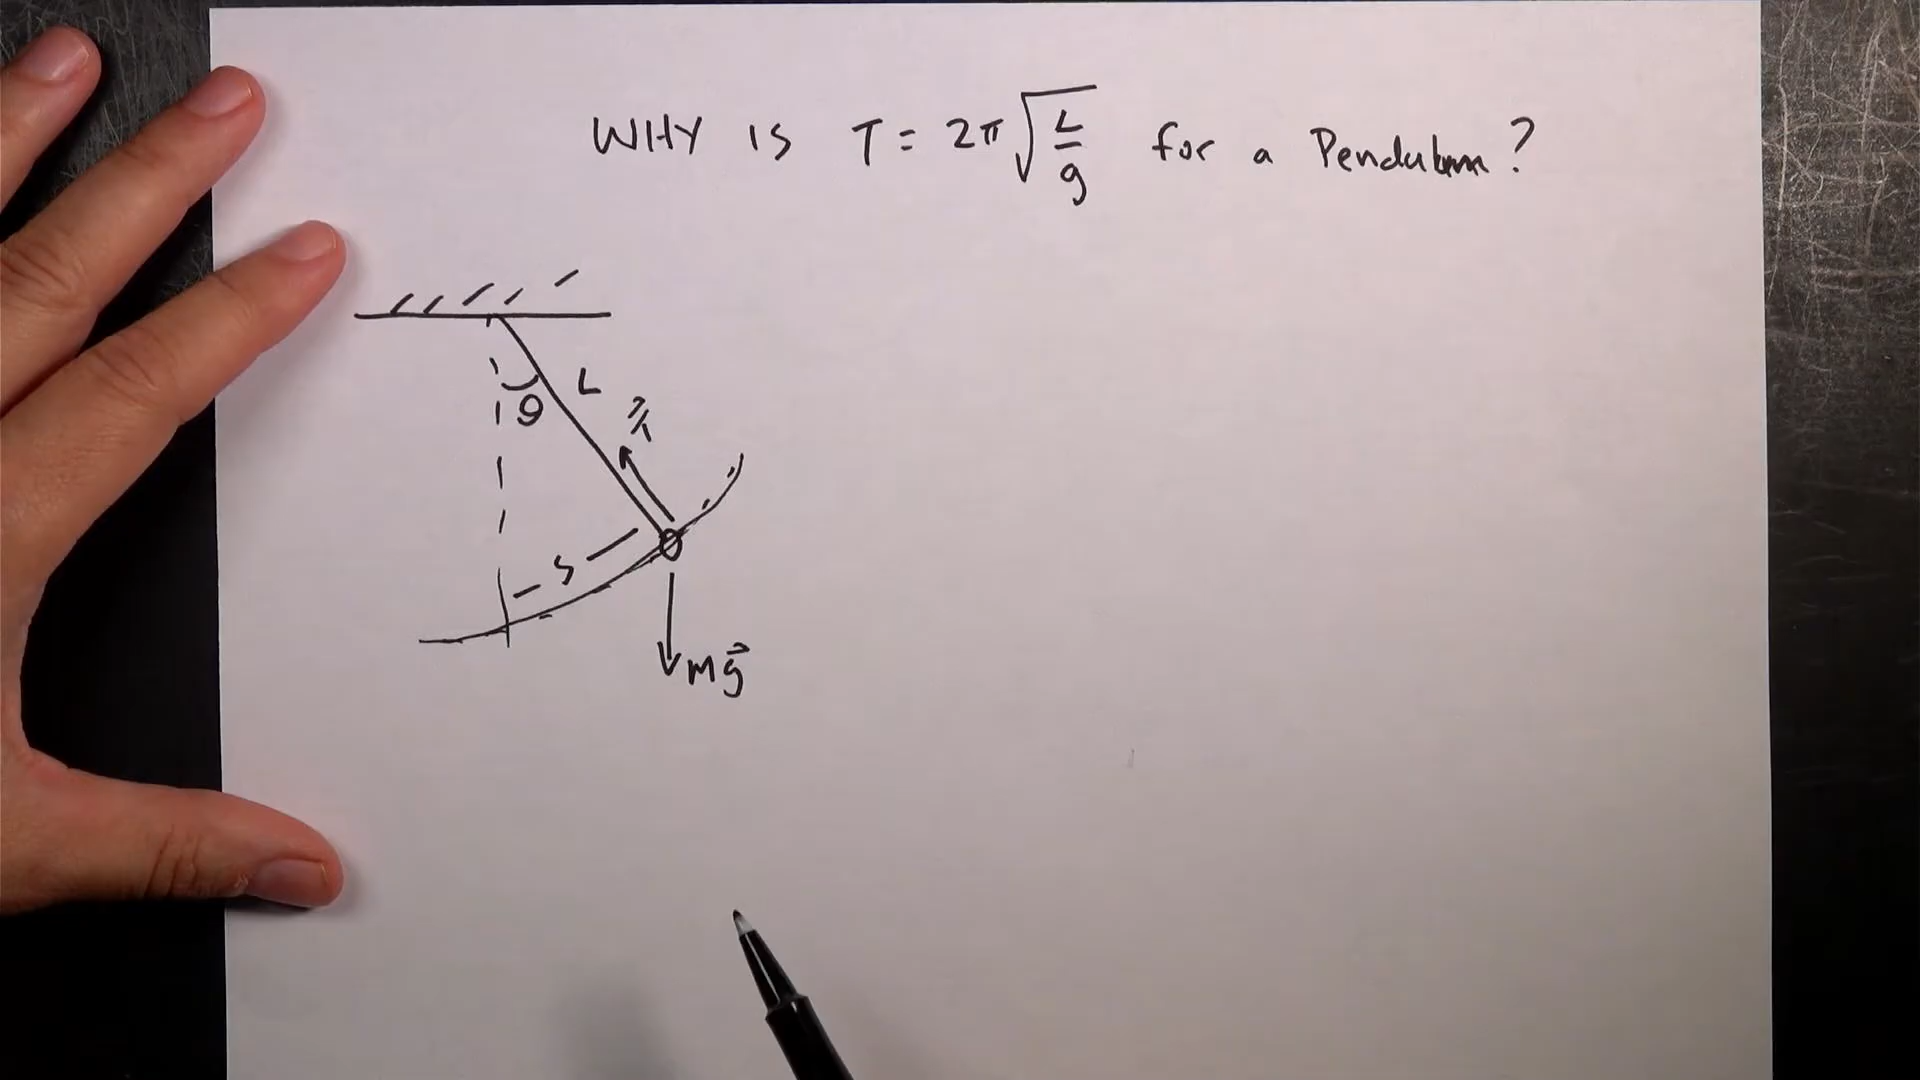 WHY IS T = 2π√(L/g) for a Pendulum?
L
θ
s
mg⃗